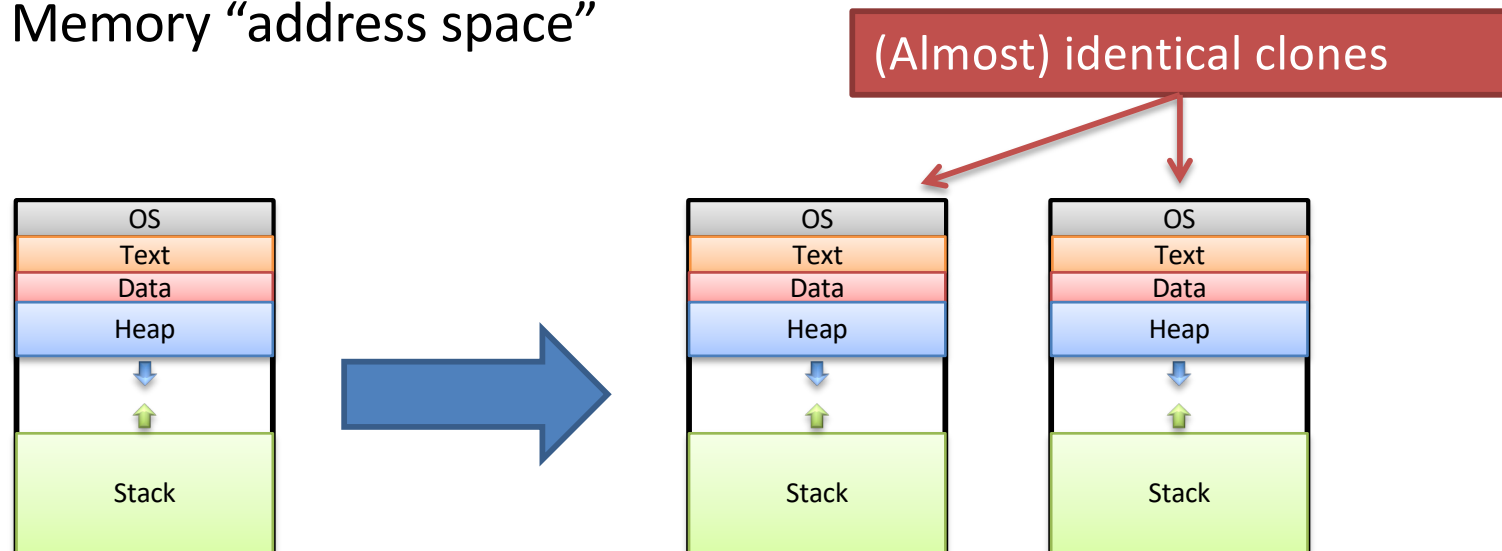 Memory “address space”
(Almost) identical clones
OS
Text
Data
Heap
Stack
OS
Text
Data
Heap
Stack
OS
Text
Data
Heap
Stack